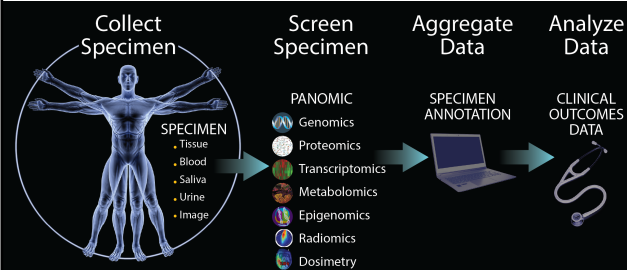 Collect
Specimen
SPECIMEN
Tissue
Blood
Saliva
Urine
Image
Screen
Specimen
PANOMIC
Genomics
Proteomics
Transcriptomics
Metabolomics
Epigenomics
Radiomics
Dosimetry
Aggregate
Data
SPECIMEN
ANNOTATION
Analyze
Data
CLINICAL
OUTCOMES
DATA